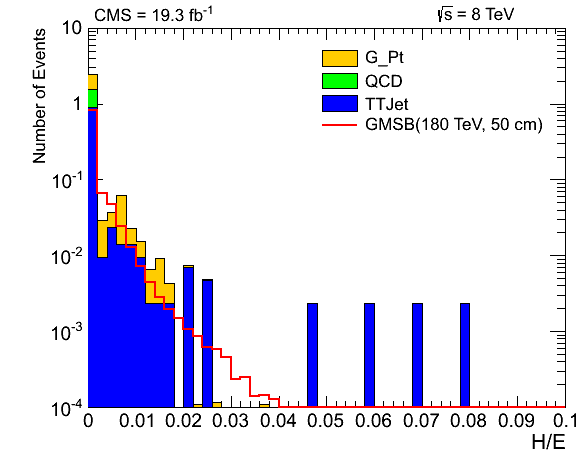 CMS = 19.3 fb⁻¹ √s = 8 TeV
Number of Events
10
1
10⁻¹
10⁻²
10⁻³
10⁻⁴
G_Pt
QCD
TTJet
GMSB(180 TeV, 50 cm)
0 0.01 0.02 0.03 0.04 0.05 0.06 0.07 0.08 0.09 0.1
H/E